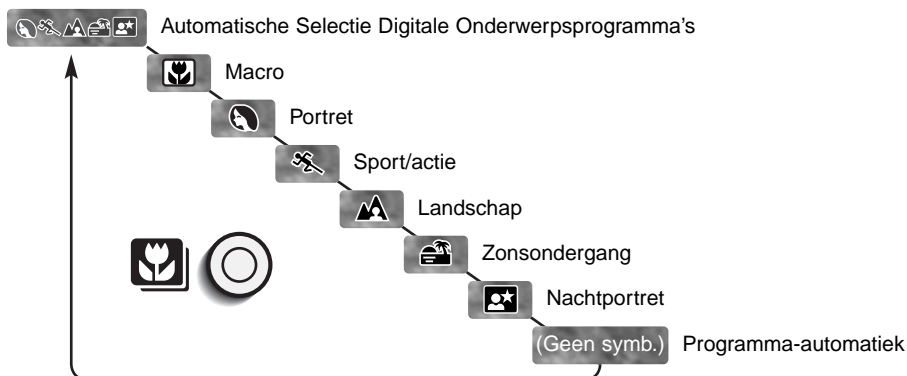 Automatische Selectie Digitale Onderwerpsprogramma's
Macro
Portret
Sport/actie
Landschap
Zonsondergang
Nachtportret
(Geen symb.) Programma-automatiek